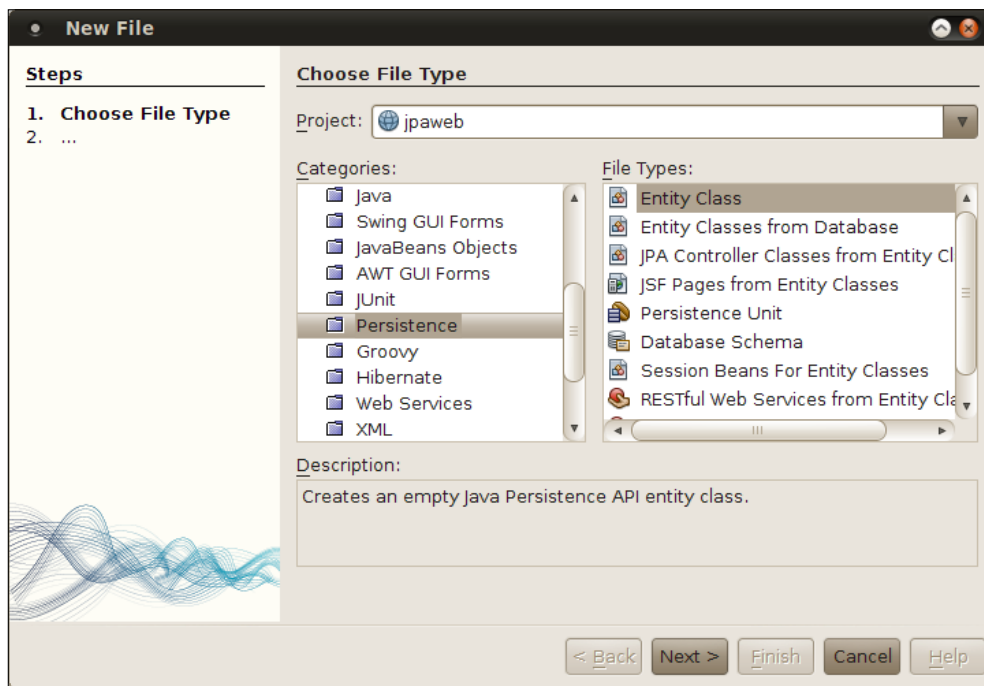 New File
Steps
1. Choose File Type
2. ...
Choose File Type
Project: jpaweb
Categories:
Java
Swing GUI Forms
JavaBeans Objects
AWT GUI Forms
JUnit
Persistence
Groovy
Hibernate
Web Services
XML
File Types:
Entity Class
Entity Classes from Database
JPA Controller Classes from Entity Cl
JSF Pages from Entity Classes
Persistence Unit
Database Schema
Session Beans For Entity Classes
RESTful Web Services from Entity Cla
Description:
Creates an empty Java Persistence API entity class.
< Back Next > Finish Cancel Help